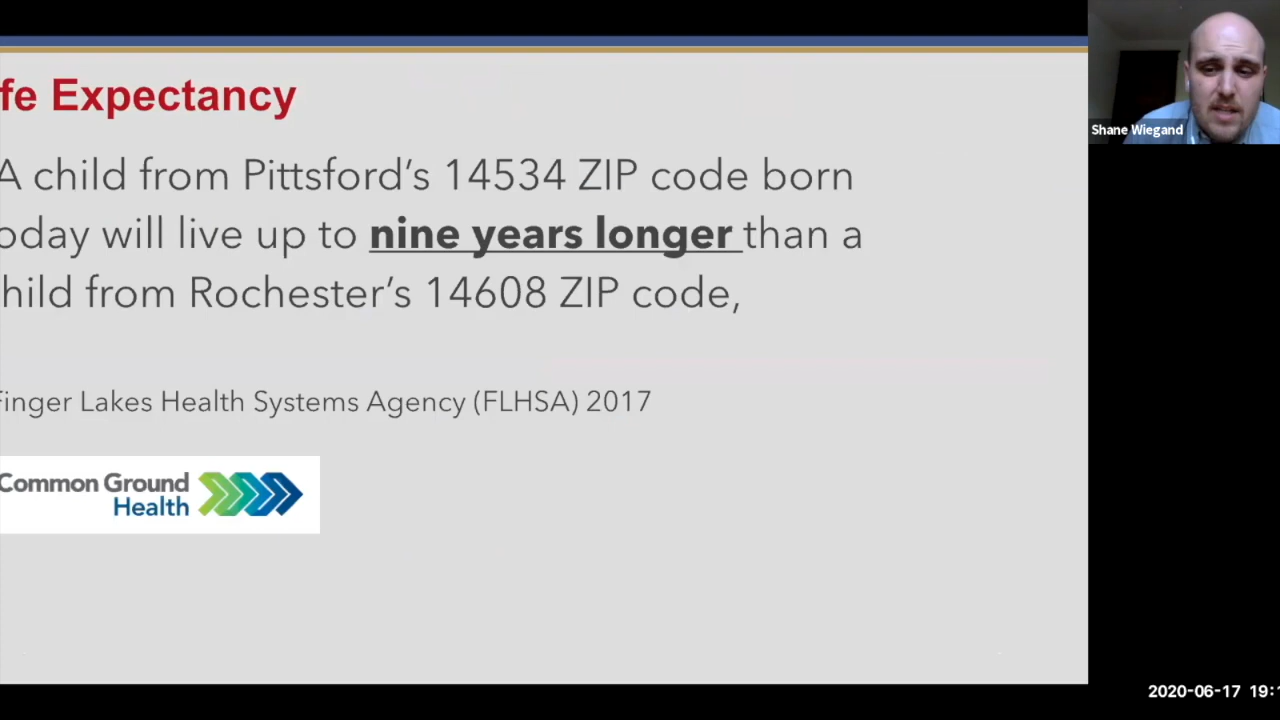 fe Expectancy
A child from Pittsford's 14534 ZIP code born
oday will live up to nine years longer than a
hild from Rochester's 14608 ZIP code,
Finger Lakes Health Systems Agency (FLHSA) 2017
Common Ground
Health
Shane Wiegand
2020-06-17 19:1